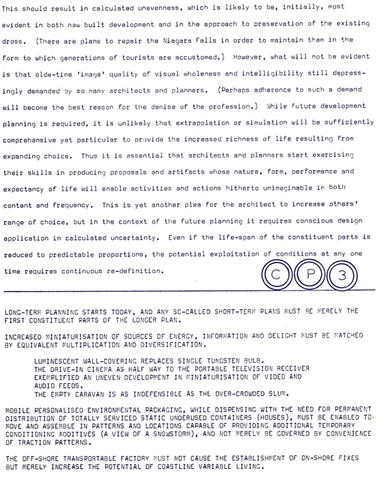 This should result in calculated unevenness, which is likely to be, initially, most
evident in both new built development and in the approach to preservation of the existing
dross. (There are plans to repair the Niagara Falls in order to maintain them in the
form to which generations of tourists are accustomed.) However, what will not be evident
is that olde-time 'image' quality of visual wholeness and intelligibility still depress-
ingly demanded by so many architects and planners. (Perhaps adherence to such a demand
will become the best reason for the demise of the profession.) While future development
planning is required, it is unlikely that extrapolation or simulation will be sufficiently
comprehensive yet particular to provide the increased richness of life resulting from
expanding choice. Thus it is essential that architects and planners start exercising
their skills in producing proposals and artifacts whose nature, form, performance and
expectancy of life will enable activities and actions hitherto unimaginable in both
content and frequency. This is yet another plea for the architect to increase others'
range of choice, but in the context of the future planning it requires conscious design
application in calculated uncertainty. Even if the life-span of the constituent parts is
reduced to predictable proportions, the potential exploitation of conditions at any one
time requires continuous re-definition.
C P 3
LONG-TERM PLANNING STARTS TODAY, AND ANY SO-CALLED SHORT-TERM PLANS MUST BE MERELY THE
FIRST CONSTITUENT PARTS OF THE LONGER PLAN.
INCREASED MINIATURISATION OF SOURCES OF ENERGY, INFORMATION AND DELIGHT MUST BE MATCHED
BY EQUIVALENT MULTIPLICATION AND DIVERSIFICATION.
LUMINESCENT WALL-COVERING REPLACES SINGLE TUNGSTEN BULB.
THE DRIVE-IN CINEMA AS HALF WAY TO THE PORTABLE TELEVISION RECEIVER
EXEMPLIFIED AN UNEVEN DEVELOPMENT IN MINIATURISATION OF VIDEO AND
AUDIO FEEDS.
THE EMPTY CARAVAN IS AS INDEFENSIBLE AS THE OVER-CROWDED SLUM.
MOBILE PERSONALISED ENVIRONMENTAL PACKAGING, WHILE DISPENSING WITH THE NEED FOR PERMANENT
DISTRIBUTION OF TOTALLY SERVICED STATIC UNDERUSED CONTAINERS (HOUSES), MUST BE ENABLED TO
MOVE AND ASSEMBLE IN PATTERNS AND LOCATIONS CAPABLE OF PROVIDING ADDITIONAL TEMPORARY
CONDITIONING ADDITIVES (A VIEW OF A SNOWSTORM), AND NOT MERELY BE GOVERNED BY CONVENIENCE
OF TRACTION PATTERNS.
THE OFF-SHORE TRANSPORTABLE FACTORY MUST NOT CAUSE THE ESTABLISHMENT OF ON-SHORE FIXES
BUT MERELY INCREASE THE POTENTIAL OF COASTLINE VARIABLE LIVING.